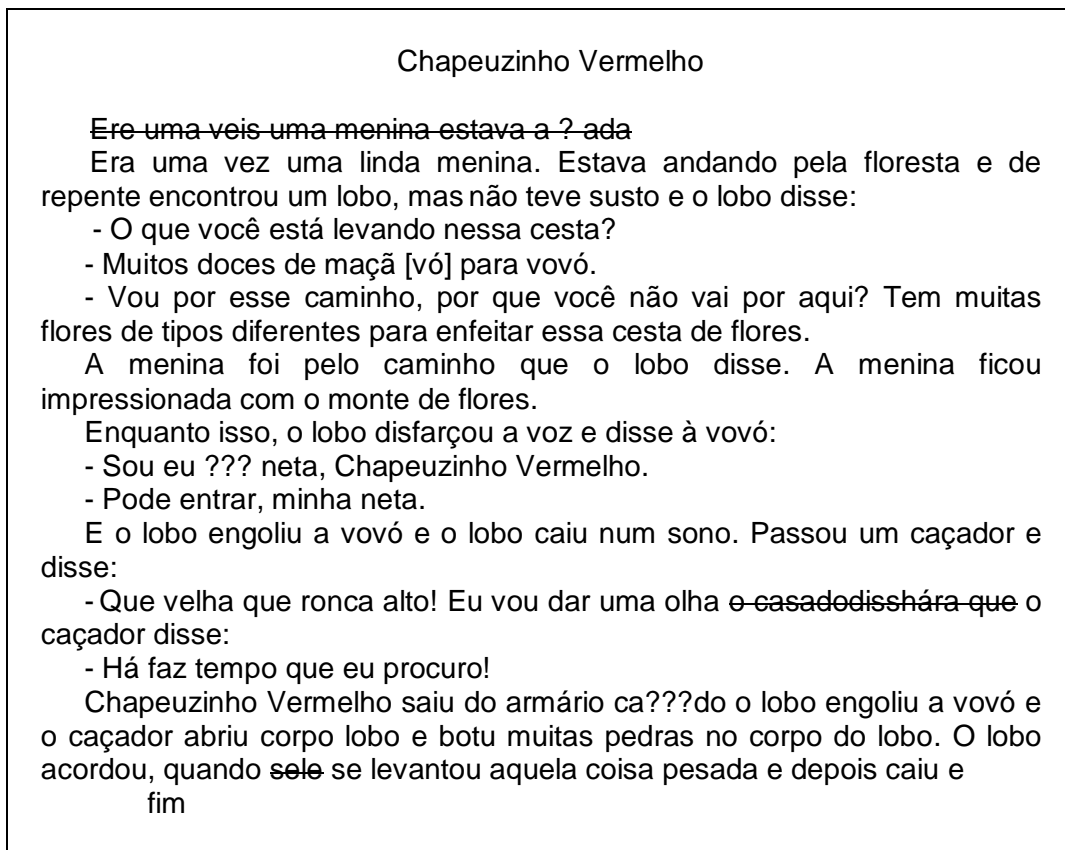 Chapeuzinho Vermelho
Ere uma veis uma menina estava a ? ada
Era uma vez uma linda menina. Estava andando pela floresta e de
repente encontrou um lobo, mas não teve susto e o lobo disse:
- O que você está levando nessa cesta?
- Muitos doces de maçã [vó] para vovó.
- Vou por esse caminho, por que você não vai por aqui? Tem muitas
flores de tipos diferentes para enfeitar essa cesta de flores.
A menina foi pelo caminho que o lobo disse. A menina ficou
impressionada com o monte de flores.
Enquanto isso, o lobo disfarçou a voz e disse à vovó:
- Sou eu ??? neta, Chapeuzinho Vermelho.
- Pode entrar, minha neta.
E o lobo engoliu a vovó e o lobo caiu num sono. Passou um caçador e
disse:
- Que velha que ronca alto! Eu vou dar uma olha o casadodisshára que o
caçador disse:
- Há faz tempo que eu procuro!
Chapeuzinho Vermelho saiu do armário ca???do o lobo engoliu a vovó e
o caçador abriu corpo lobo e botu muitas pedras no corpo do lobo. O lobo
acordou, quando sele se levantou aquela coisa pesada e depois caiu e
fim